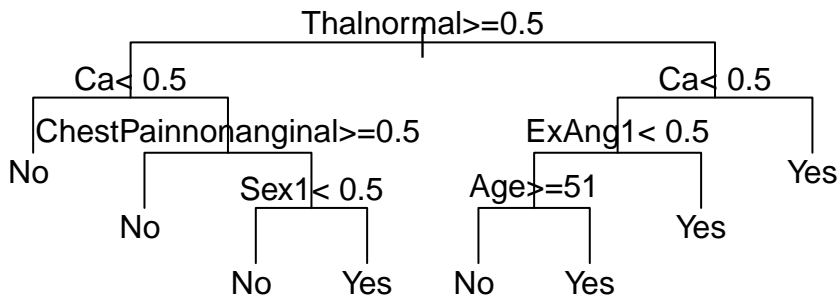 Thalnormal>=0.5
Ca< 0.5
Ca< 0.5
ChestPainnonanginal>=0.5
ExAng1< 0.5
No
Yes
Sex1< 0.5
Age>=51
No
Yes
No
Yes
No
Yes